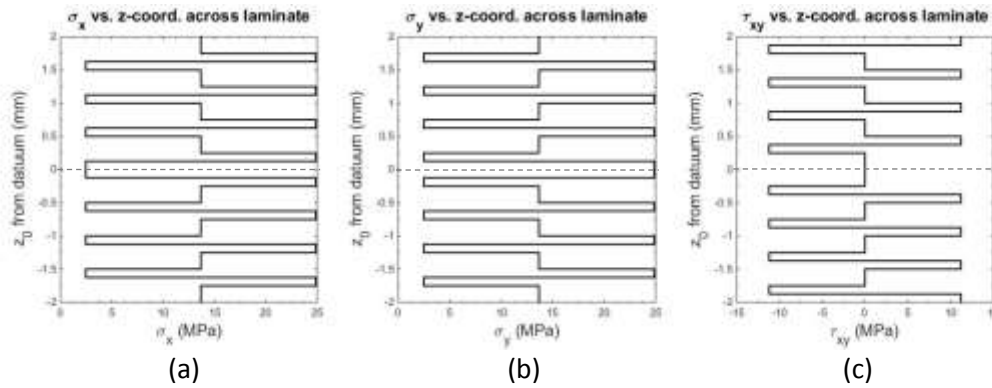 σx vs. z-coord. across laminate
z0 from datuum (mm)
2
1.5
1
0.5
0
-0.5
-1
-1.5
-2
0 5 10 15 20 25
σx (MPa)
(a)
σy vs. z-coord. across laminate
z0 from datuum (mm)
2
1.5
1
0.5
0
-0.5
-1
-1.5
-2
0 5 10 15 20 25
σy (MPa)
(b)
τxy vs. z-coord. across laminate
z0 from datuum (mm)
2
1.5
1
0.5
0
-0.5
-1
-1.5
-2
-15 -10 -5 0 5 10 15
τxy (MPa)
(c)